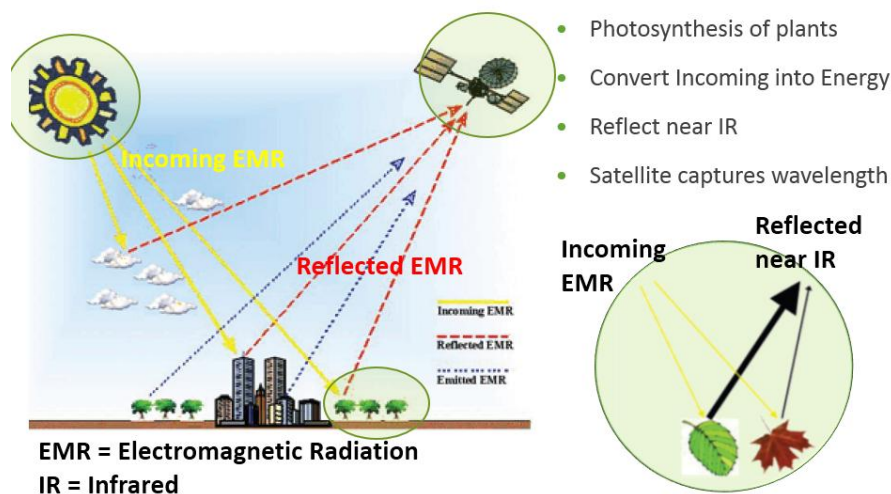 Photosynthesis of plants
Convert Incoming into Energy
Reflect near IR
Satellite captures wavelength
Incoming EMR
Reflected EMR
Incoming EMR
Reflected EMR
Emitted EMR
EMR = Electromagnetic Radiation
IR = Infrared
Incoming
EMR
Reflected
near IR